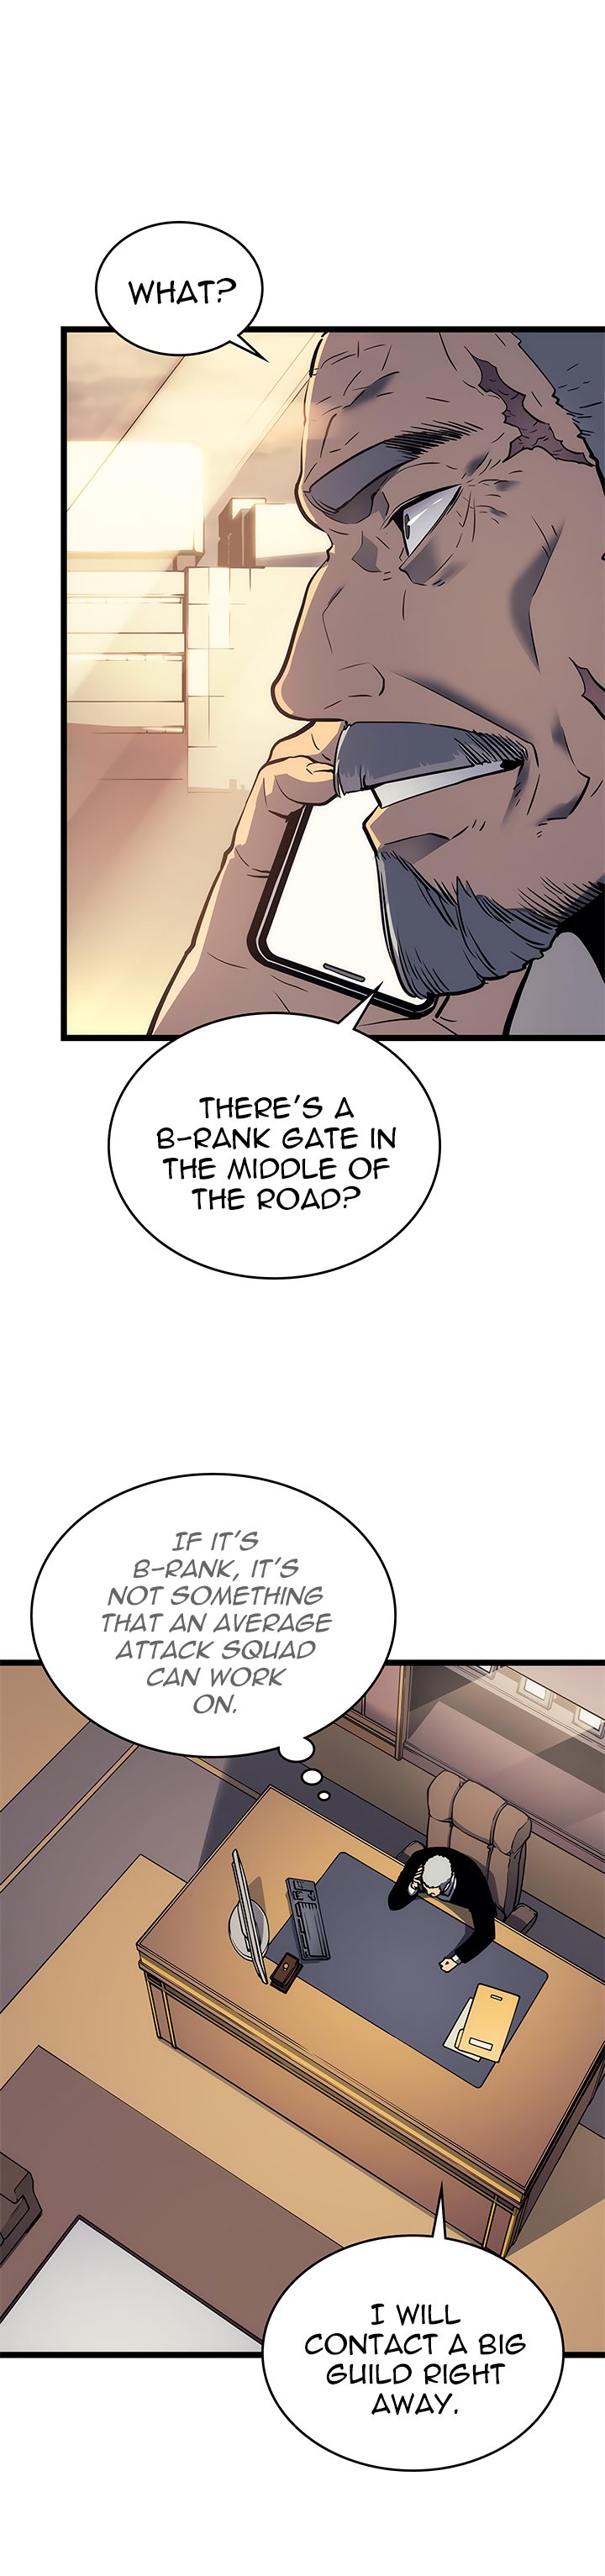 WHAT?
THERE'S A
B-RANK GATE IN
THE MIDDLE OF
THE ROAD?
IF IT'S
B-RANK, IT'S
NOT SOMETHING
THAT AN AVERAGE
ATTACK SQUAD
CAN WORK
ON.
I WILL
CONTACT A BIG
GUILD RIGHT
AWAY.